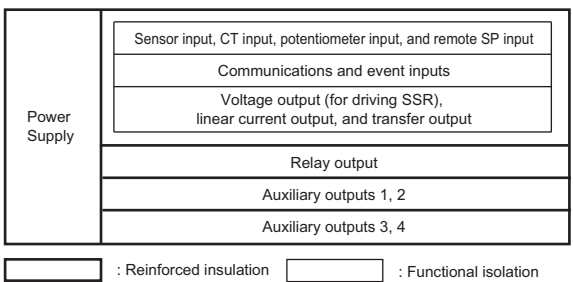 Power
Supply
Sensor input, CT input, potentiometer input, and remote SP input
Communications and event inputs
Voltage output (for driving SSR),
linear current output, and transfer output
Relay output
Auxiliary outputs 1, 2
Auxiliary outputs 3, 4
: Reinforced insulation
: Functional isolation